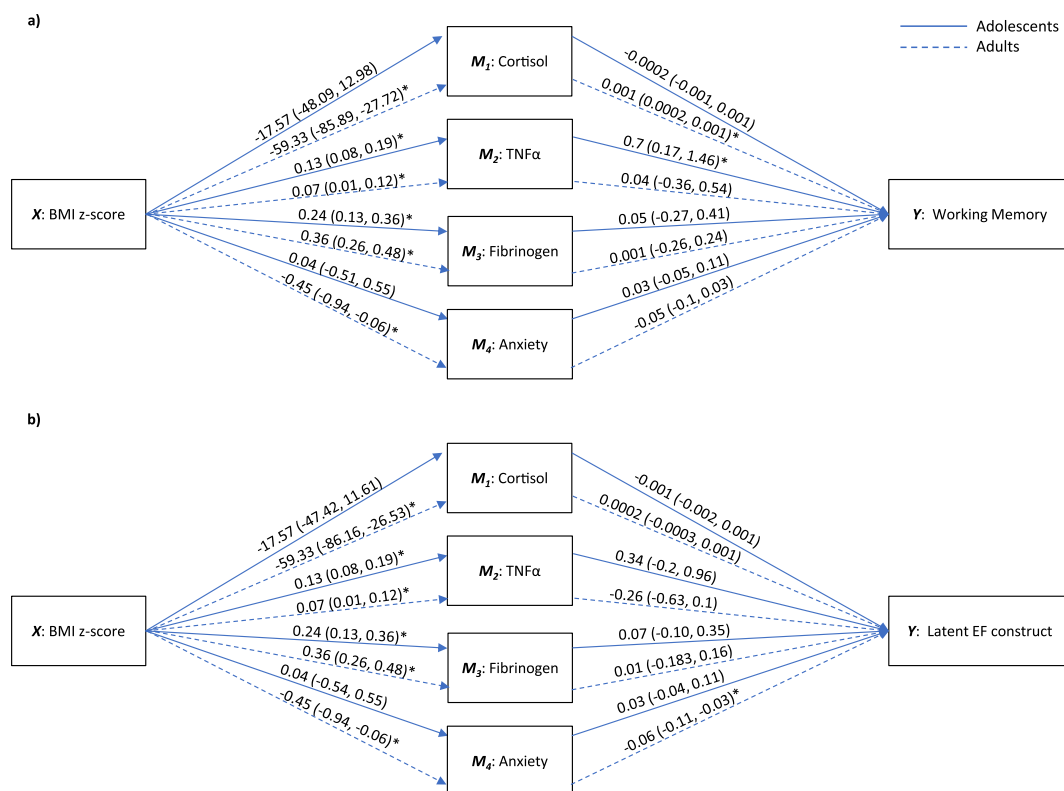 a)
Adolescents
Adults
M1: Cortisol
M2: TNFα
M3: Fibrinogen
M4: Anxiety
X: BMI z-score
Y: Working Memory
-17.57 (-48.09, 12.98)
-59.33 (-85.89, -27.72)*
0.13 (0.08, 0.19)*
0.07 (0.01, 0.12)*
0.24 (0.13, 0.36)*
0.36 (0.26, 0.48)*
0.04 (-0.51, 0.55)
-0.45 (-0.94, -0.06)*
-0.0002 (-0.001, 0.001)
0.001 (0.0002, 0.001)*
0.7 (0.17, 1.46)*
0.04 (-0.36, 0.54)
0.05 (-0.27, 0.41)
0.001 (-0.26, 0.24)
0.03 (-0.05, 0.11)
-0.05 (-0.1, 0.03)
b)
M1: Cortisol
M2: TNFα
M3: Fibrinogen
M4: Anxiety
X: BMI z-score
Y: Latent EF construct
-17.57 (-47.42, 11.61)
-59.33 (-86.16, -26.53)*
0.13 (0.08, 0.19)*
0.07 (0.01, 0.12)*
0.24 (0.13, 0.36)*
0.36 (0.26, 0.48)*
0.04 (-0.54, 0.55)
-0.45 (-0.94, -0.06)*
-0.001 (-0.002, 0.001)
0.0002 (-0.0003, 0.001)
0.34 (-0.2, 0.96)
-0.26 (-0.63, 0.1)
0.07 (-0.10, 0.35)
0.01 (-0.183, 0.16)
0.03 (-0.04, 0.11)
-0.06 (-0.11, -0.03)*